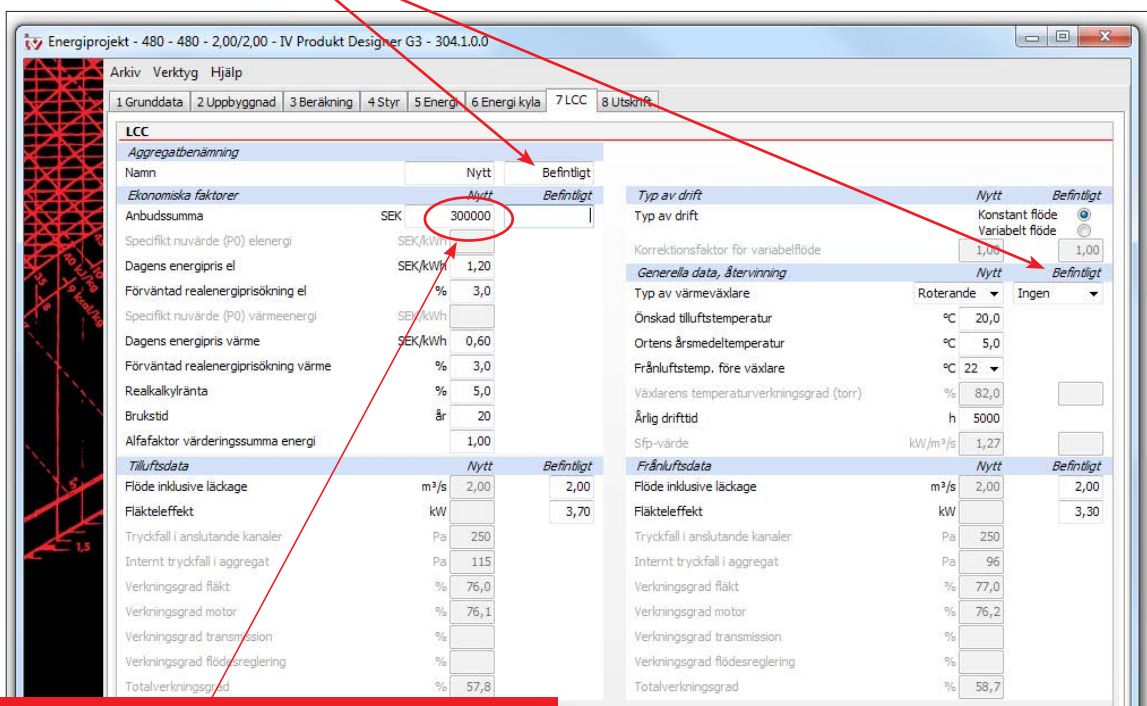 Energiprojekt - 480 - 480 - 2,00/2,00 - IV Produkt Designer G3 - 304.1.0.0
Arkiv Verktyg Hjälp
1 Grunddata 2 Uppbyggnad 3 Beräkning 4 Styr 5 Energi 6 Energi kyla 7 LCC 8 Utskrift
LCC
Aggregatbenämning
Namn Nytt Befintligt
Ekonomiska faktorer Nytt Befintligt
Anbudssumma SEK 300000
Specifikt nuvärde (P0) elenergi SEK/kWh
Dagens energipris el SEK/kWh 1,20
Förväntad realenergiprisökning el % 3,0
Specifikt nuvärde (P0) värmeenergi SEK/kWh
Dagens energipris värme SEK/kWh 0,60
Förväntad realenergiprisökning värme % 3,0
Realkalkylränta % 5,0
Brukstid år 20
Alfafaktor värderingssumma energi 1,00
Tilluftsdata Nytt Befintligt
Flöde inklusive läckage m³/s 2,00 2,00
Fläkteleffekt kW 3,70
Tryckfall i anslutande kanaler Pa 250
Internt tryckfall i aggregat Pa 115
Verkningsgrad fläkt % 76,0
Verkningsgrad motor % 76,1
Verkningsgrad transmission %
Verkningsgrad flödesreglering %
Totalverkningsgrad % 57,8
Typ av drift Nytt Befintligt
Typ av drift Konstant flöde
Variabelt flöde
Korrektionsfaktor för variabelflöde 1,00 1,00
Generella data, återvinning Nytt Befintligt
Typ av värmeväxlare Roterande Ingen
Önskad tilluftstemperatur °C 20,0
Ortens årsmedeltemperatur °C 5,0
Frånluftstemp. före växlare °C 22
Växlarens temperaturverkningsgrad (torr) % 82,0
Årlig drifttid h 5000
Sfp-värde kW/m³/s 1,27
Frånluftsdata Nytt Befintligt
Flöde inklusive läckage m³/s 2,00 2,00
Fläkteleffekt kW 3,30
Tryckfall i anslutande kanaler Pa 250
Internt tryckfall i aggregat Pa 96
Verkningsgrad fläkt % 77,0
Verkningsgrad motor % 76,2
Verkningsgrad transmission %
Verkningsgrad flödesreglering %
Totalverkningsgrad % 58,7
1,5